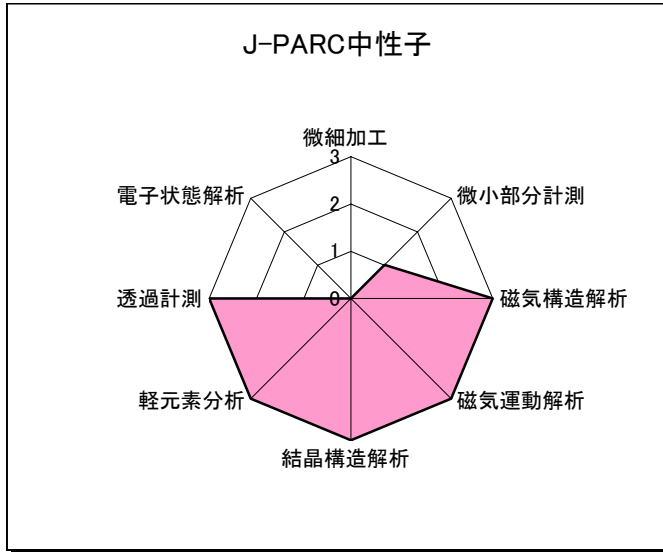 J-PARC中性子
微細加工
3
電子状態解析
微小部分計測
2
1
透過計測
0
磁気構造解析
軽元素分析
磁気運動解析
結晶構造解析